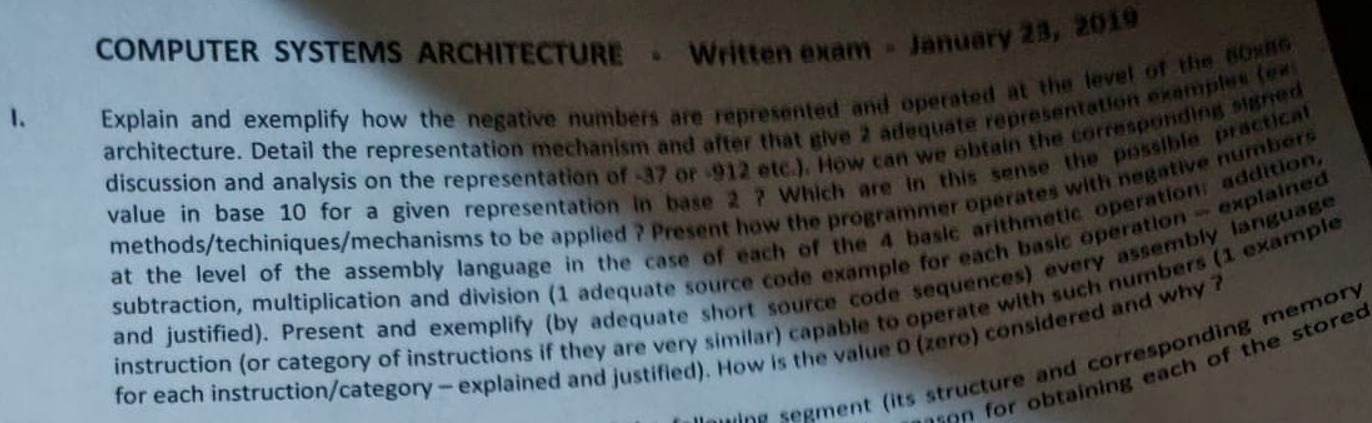 COMPUTER SYSTEMS ARCHITECTURE - Written exam - January 23, 2019
I. Explain and exemplify how the negative numbers are represented and operated at the level of the 80x86
architecture. Detail the representation mechanism and after that give 2 adequate representation examples (ex:
discussion and analysis on the representation of -37 or -912 etc.). How can we obtain the corresponding signed
value in base 10 for a given representation in base 2 ? Which are in this sense the possible practical
methods/techiniques/mechanisms to be applied ? Present how the programmer operates with negative numbers
at the level of the assembly language in the case of each of the 4 basic arithmetic operation: addition,
subtraction, multiplication and division (1 adequate source code example for each basic operation – explained
and justified). Present and exemplify (by adequate short source code sequences) every assembly language
instruction (or category of instructions if they are very similar) capable to operate with such numbers (1 example
for each instruction/category – explained and justified). How is the value 0 (zero) considered and why ?
segment (its structure and corresponding memory
for obtaining each of the stored